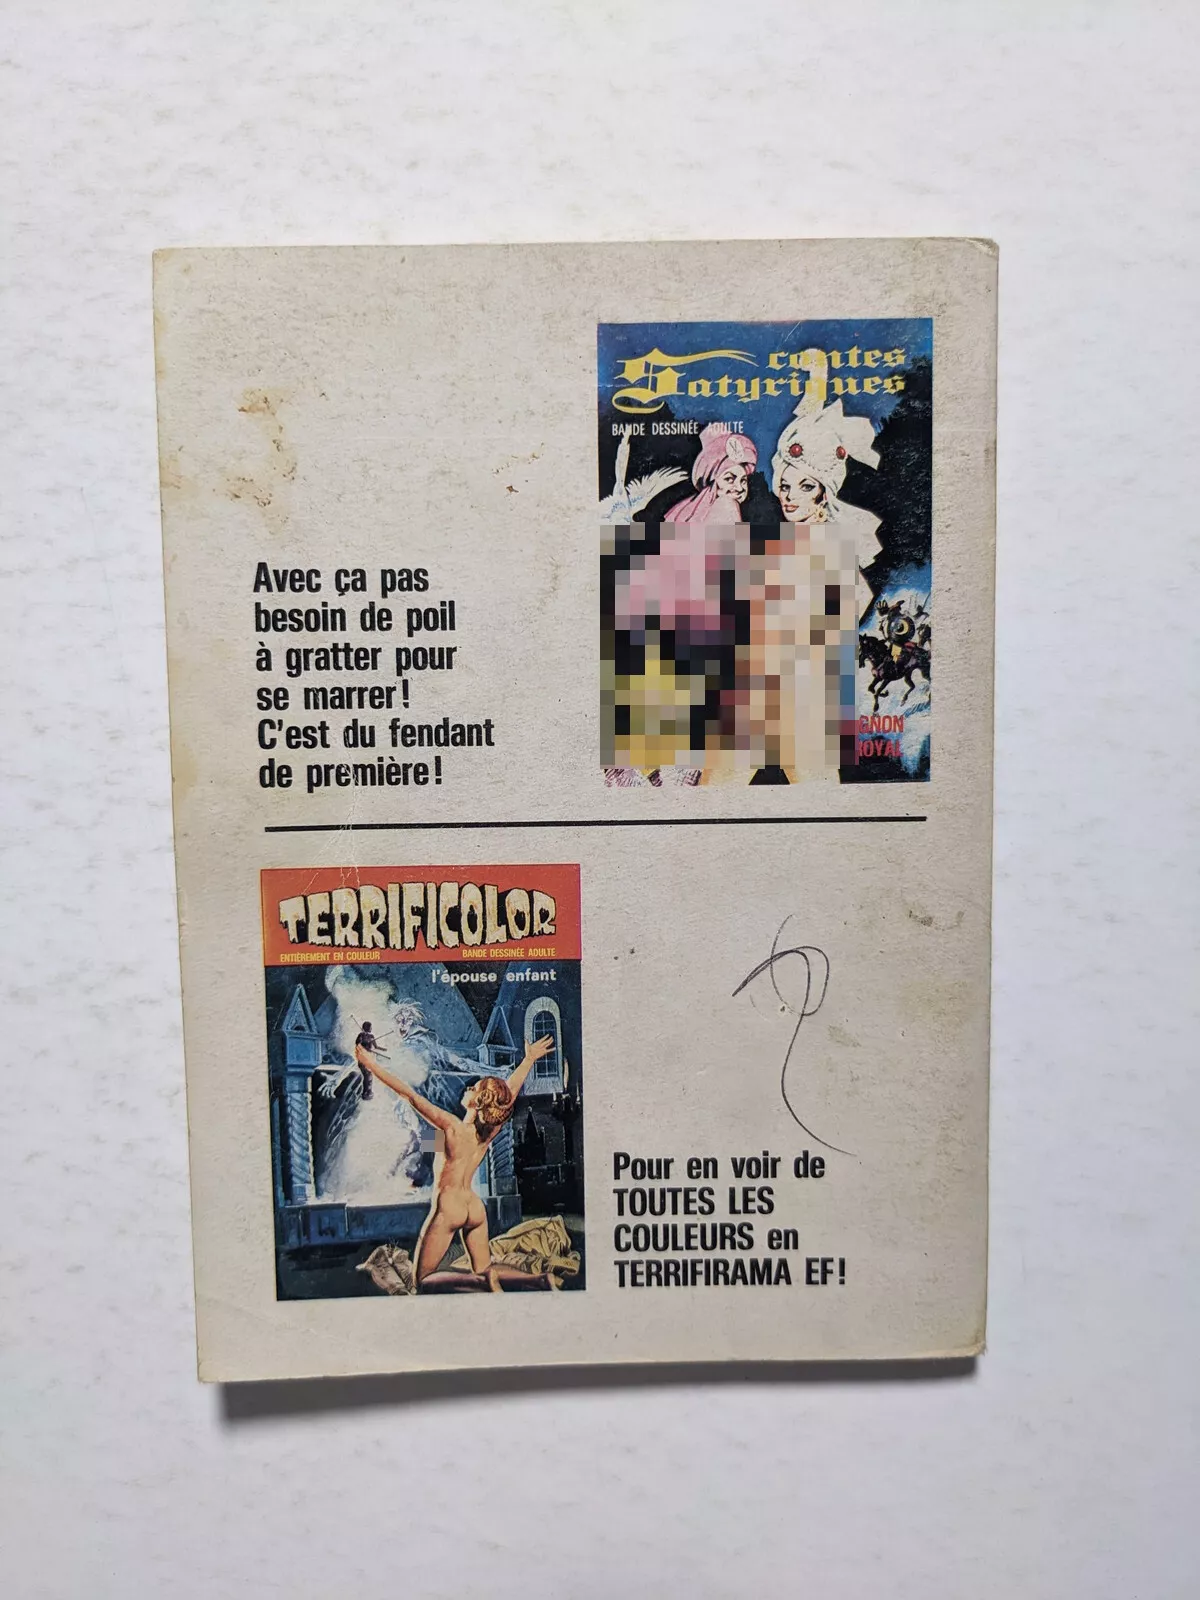 contes
Satyriques
BANDE DESSINÉE ADULTE
Avec ça pas
besoin de poil
à gratter pour
se marrer!
C'est du fendant
de première!
TERRIFICOLOR
ENTIÈREMENT EN COULEUR
BANDE DESSINÉE ADULTE
l'épouse enfant
Pour en voir de
TOUTES LES
COULEURS en
TERRIFIRAMA EF!